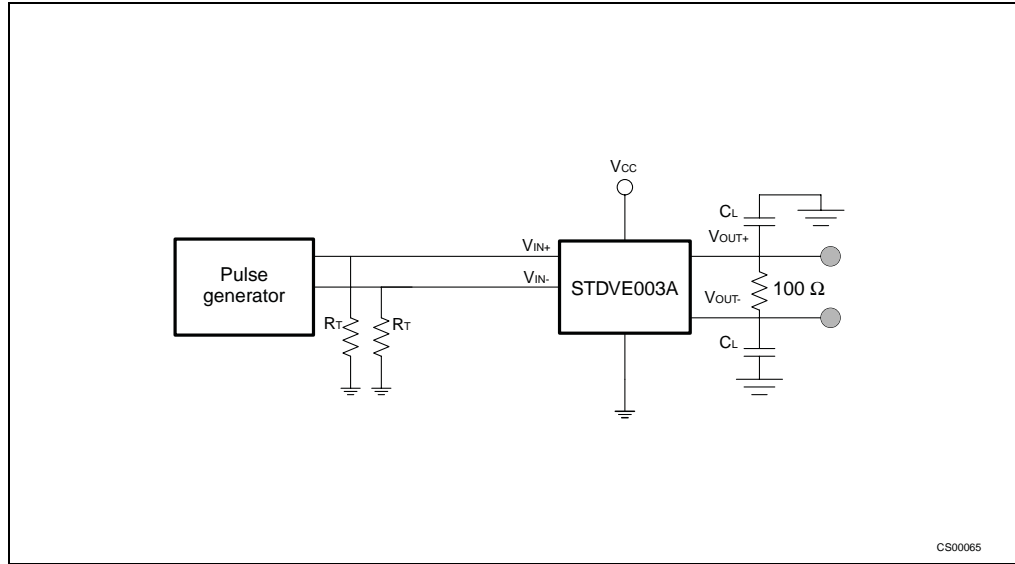 VCC
CL
VOUT+
VIN+
Pulse
generator
VIN-
STDVE003A
100 Ω
VOUT-
RT
RT
CL
CS00065